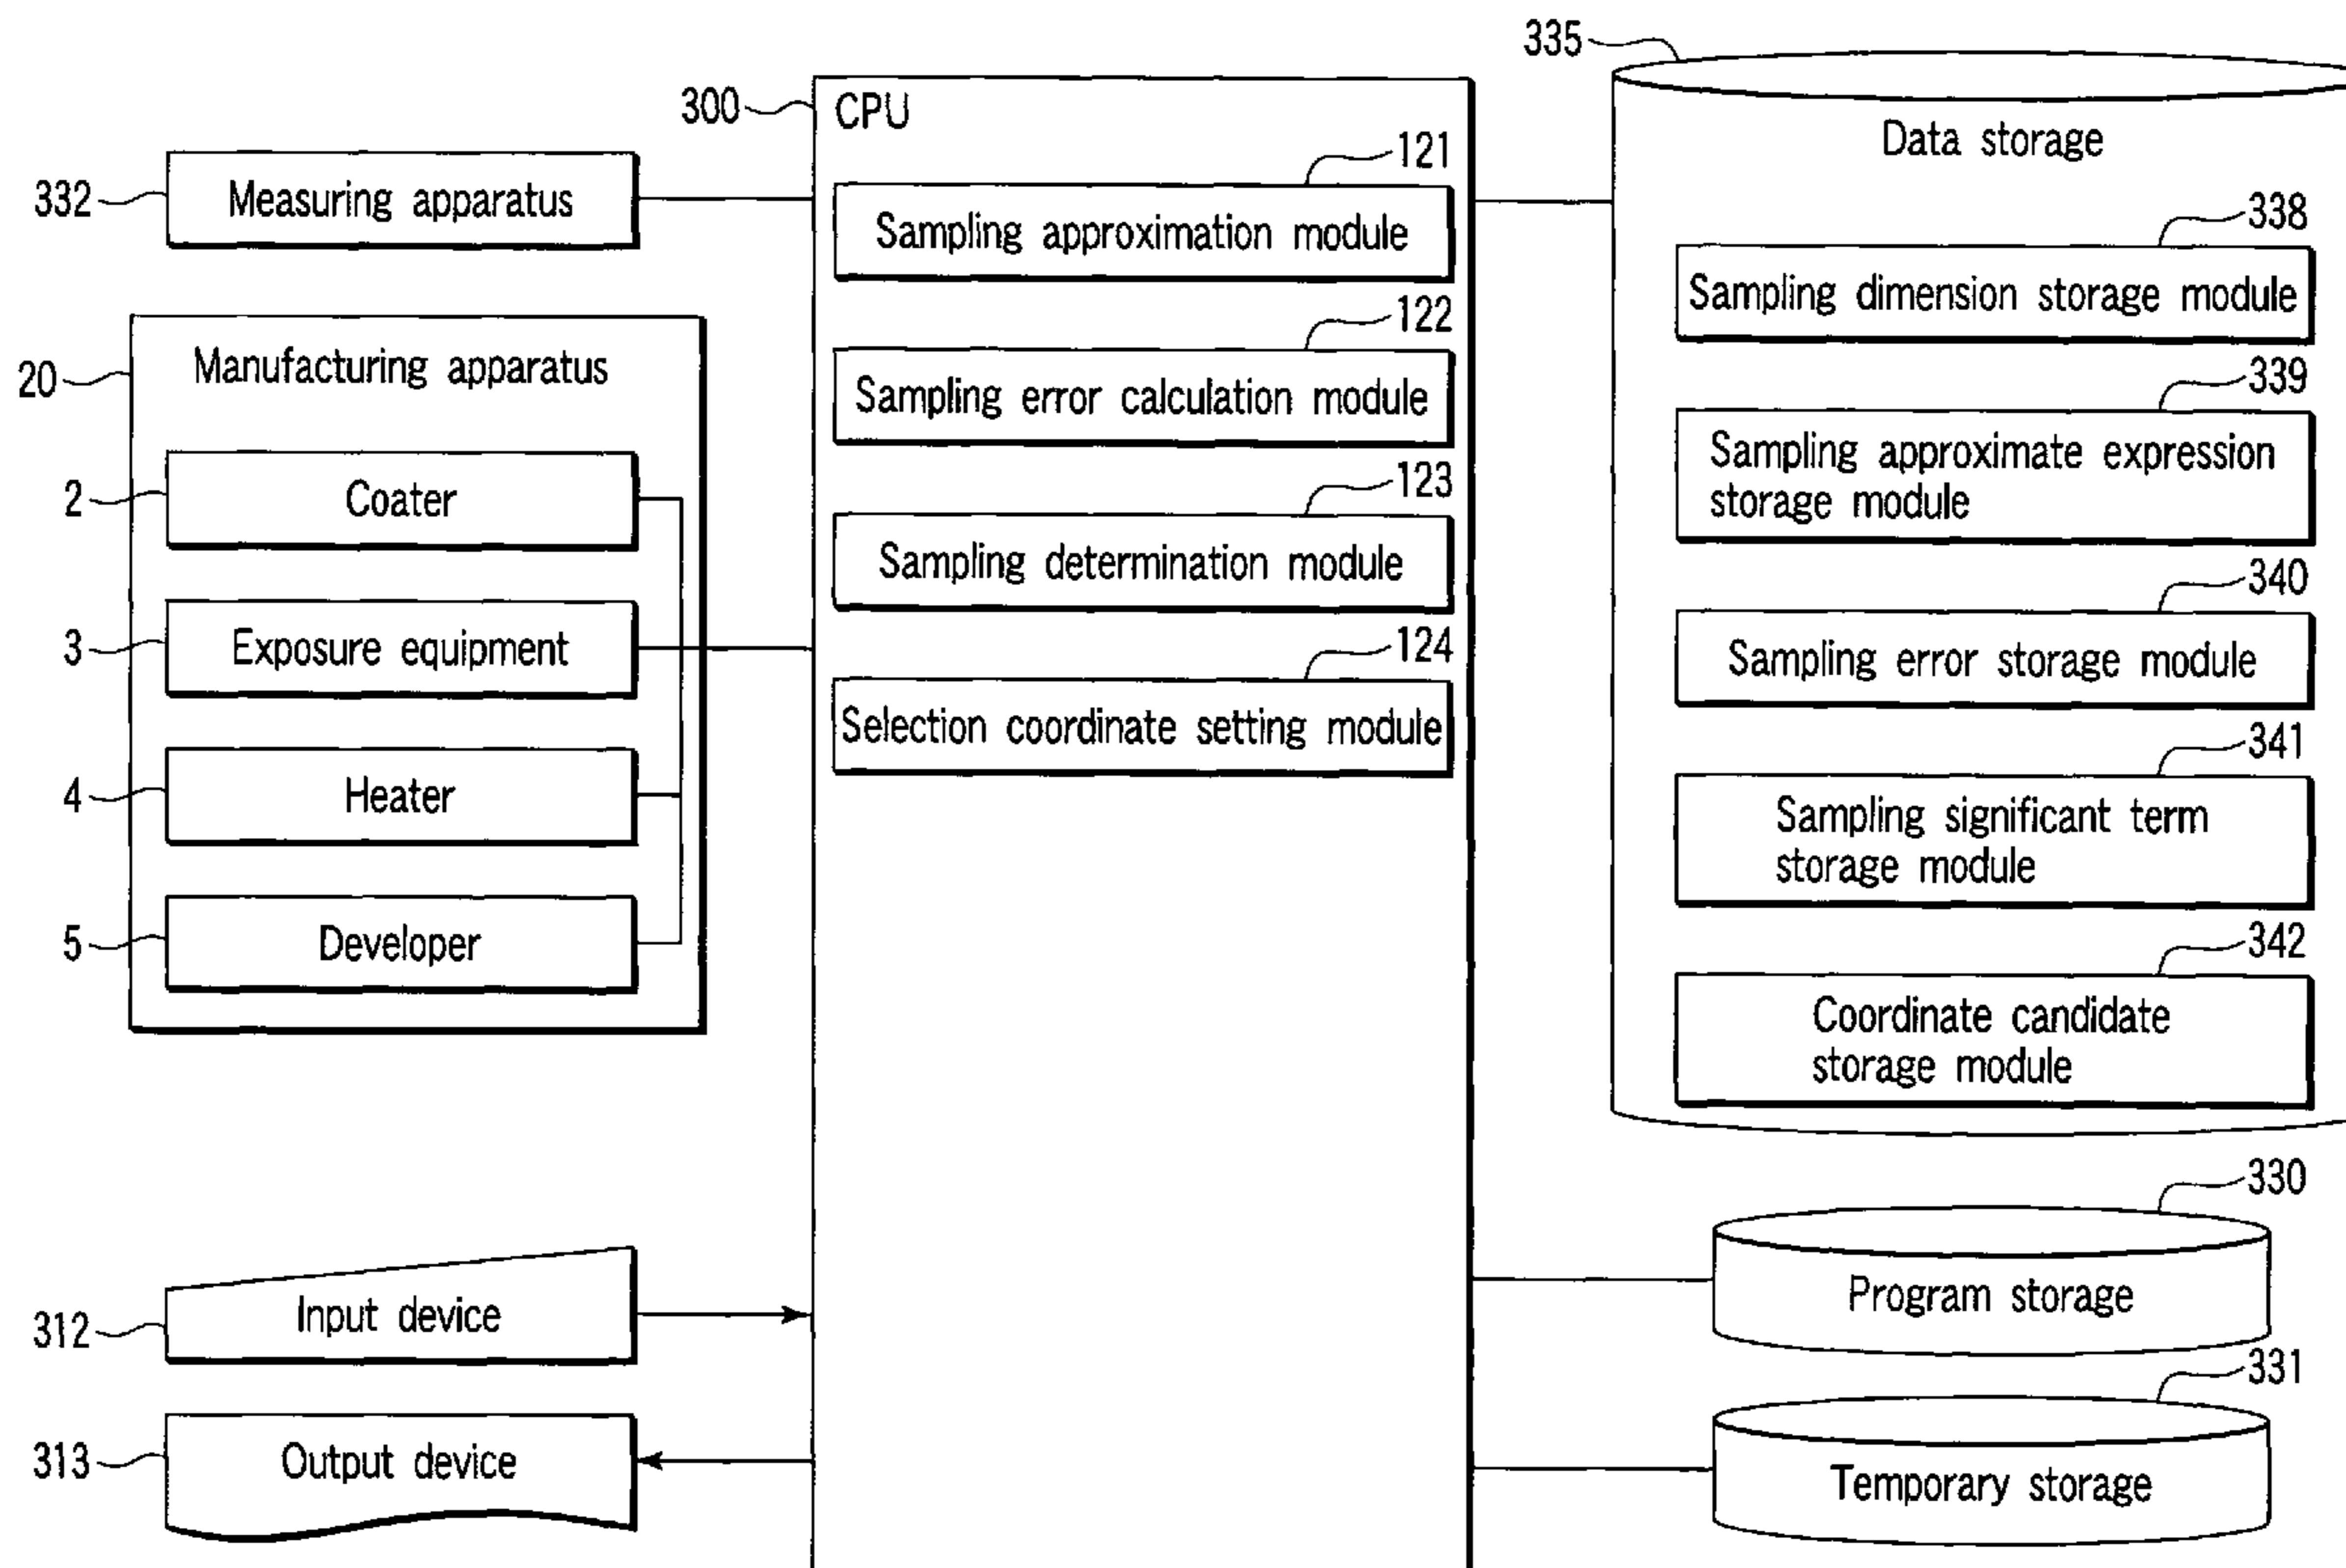 335
300
CPU
Data storage
121
332
Measuring apparatus
Sampling approximation module
338
Sampling dimension storage module
122
20
Manufacturing apparatus
Sampling error calculation module
339
Sampling approximate expression
storage module
2
Coater
123
Sampling determination module
340
Sampling error storage module
3
Exposure equipment
124
Selection coordinate setting module
341
Sampling significant term
storage module
4
Heater
342
Coordinate candidate
storage module
5
Developer
330
Program storage
312
Input device
331
Temporary storage
313
Output device